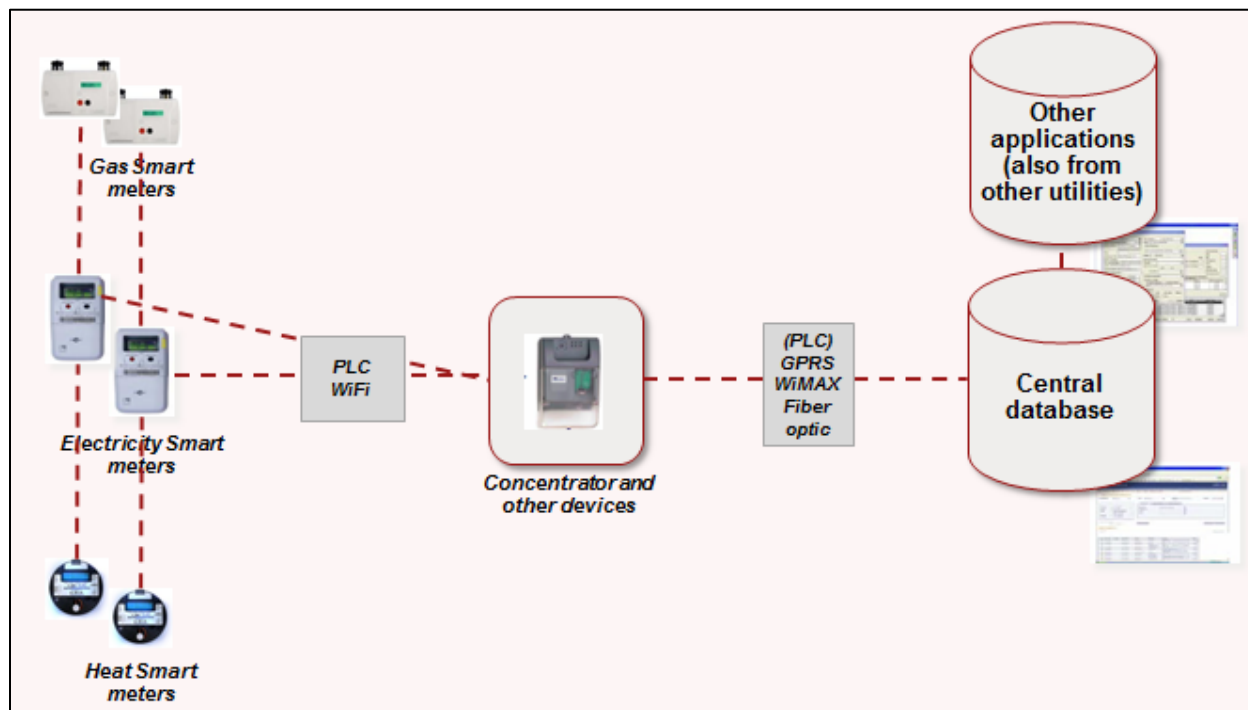 Gas Smart
meters
Electricity Smart
meters
Heat Smart
meters
PLC
WiFi
Concentrator and
other devices
(PLC)
GPRS
WiMAX
Fiber
optic
Other
applications
(also from
other utilities)
Central
database